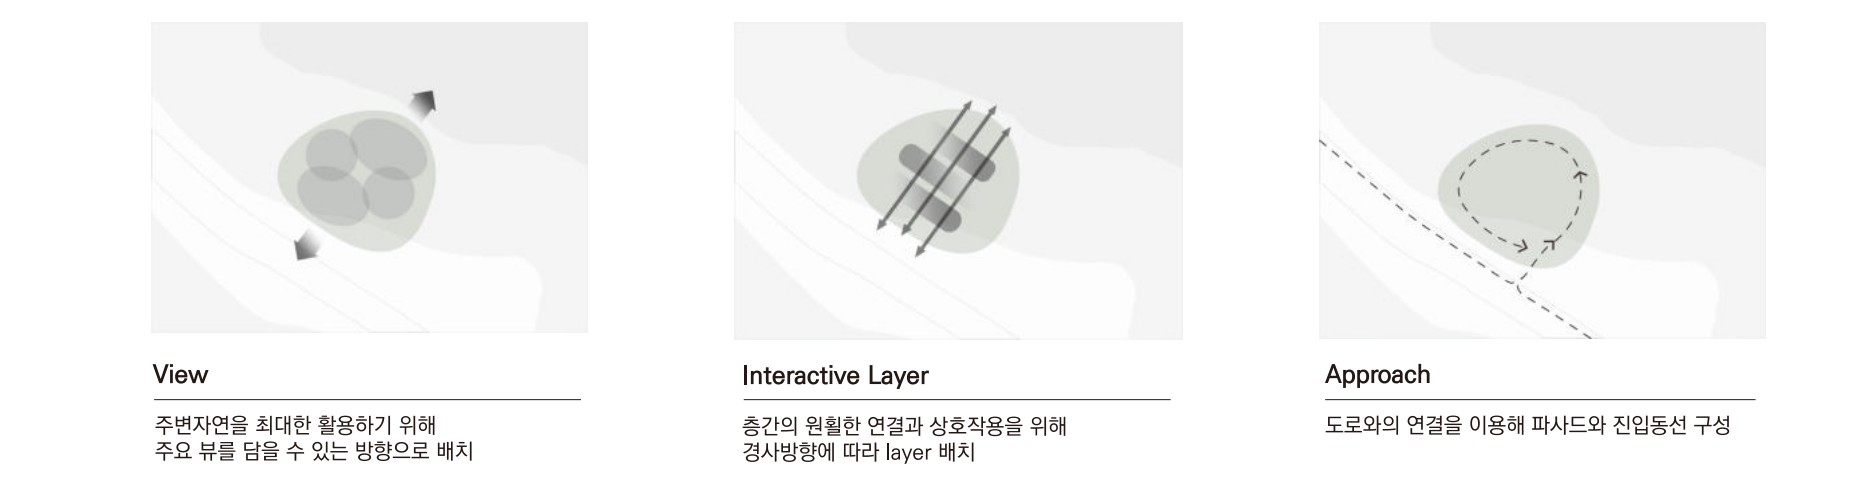 View
주변자연을 최대한 활용하기 위해
주요 뷰를 담을 수 있는 방향으로 배치
Interactive Layer
층간의 원횔한 연결과 상호작용을 위해
경사방향에 따라 layer 배치
Approach
도로와의 연결을 이용해 파사드와 진입동선 구성